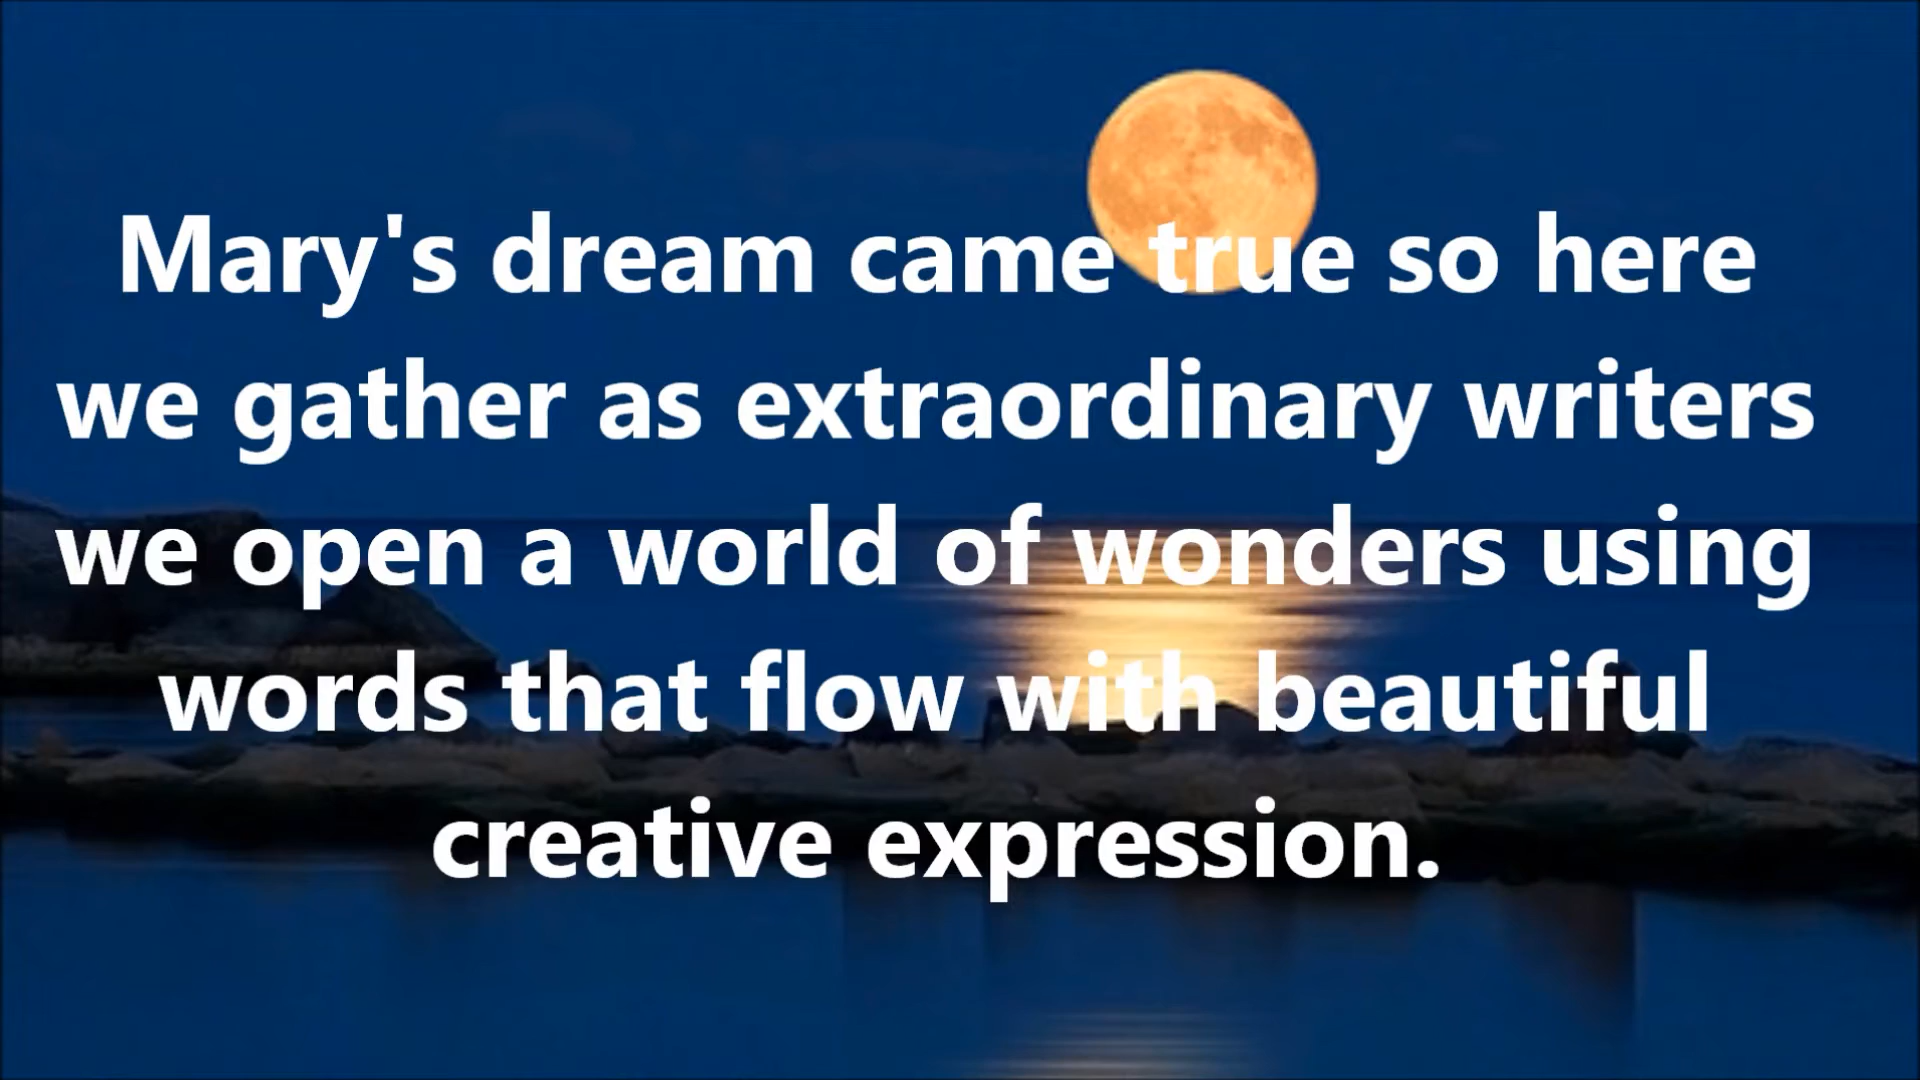 Mary's dream came true so here
we gather as extraordinary writers
we open a world of wonders using
words that flow with beautiful
creative expression.